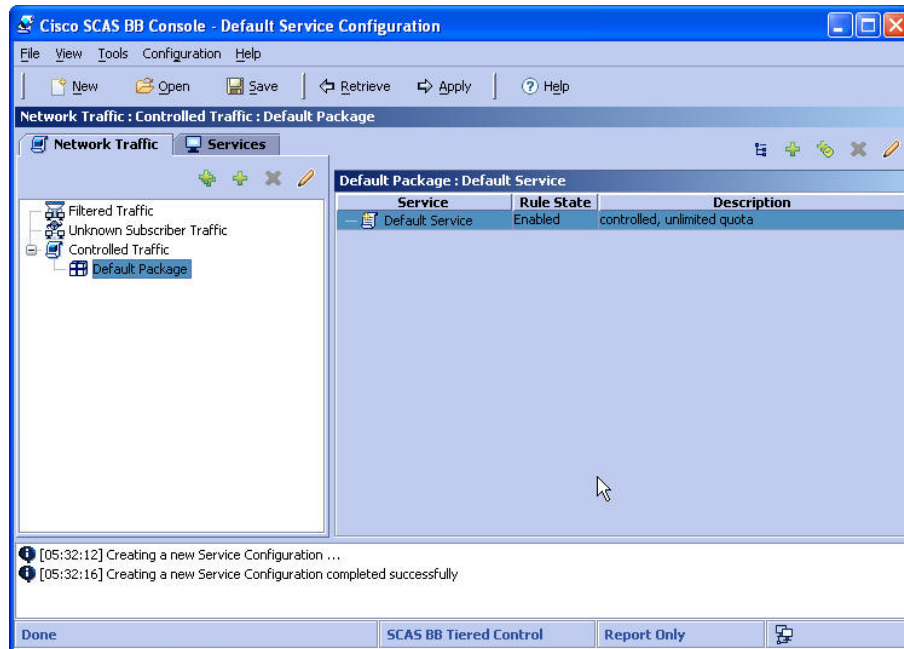 Cisco SCAS BB Console - Default Service Configuration
File View Tools Configuration Help
New Open Save Retrieve Apply Help
Network Traffic : Controlled Traffic : Default Package
Network Traffic Services
Default Package : Default Service
Service Rule State Description
Default Service Enabled controlled, unlimited quota
Filtered Traffic
Unknown Subscriber Traffic
Controlled Traffic
Default Package
[05:32:12] Creating a new Service Configuration ...
[05:32:16] Creating a new Service Configuration completed successfully
Done SCAS BB Tiered Control Report Only